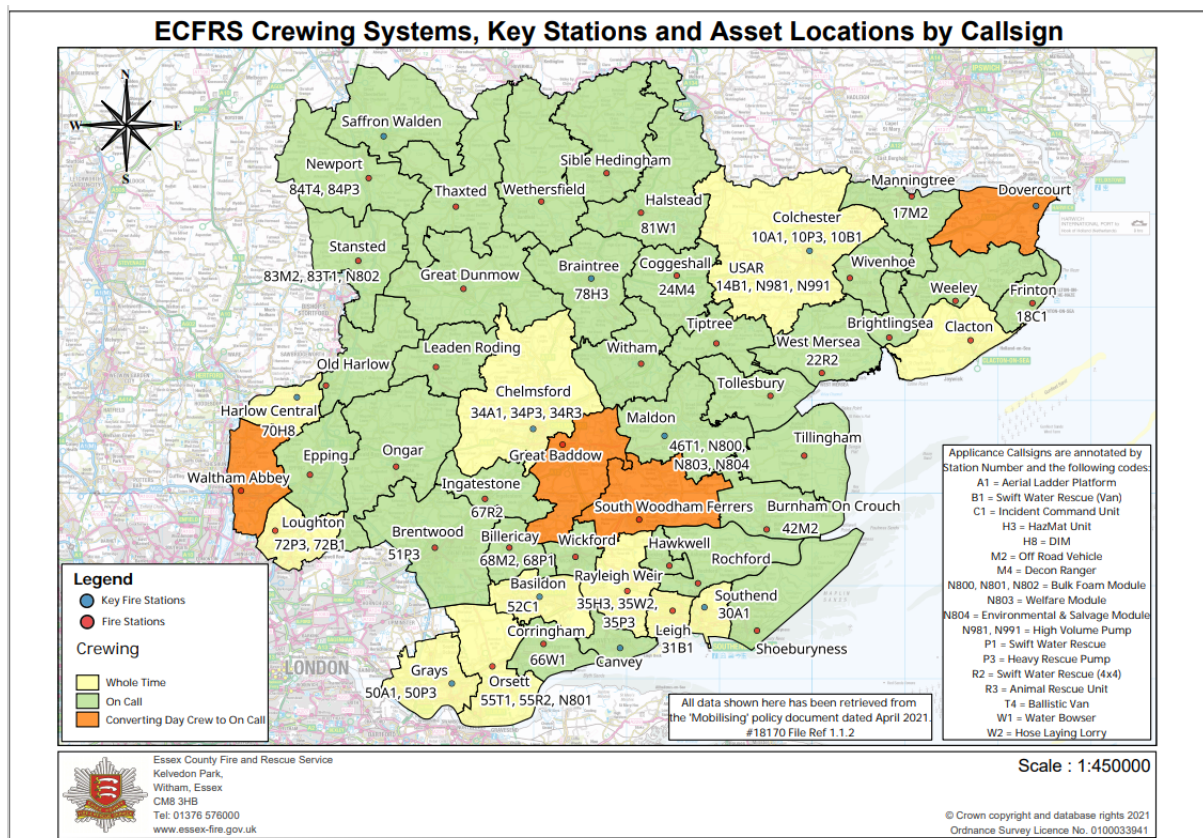 ECFRS Crewing Systems, Key Stations and Asset Locations by Callsign
N
W
E
S
Saffron Walden
Newport
84T4, 84P3
Thaxted
Wethersfield
Sible Hedingham
Halstead
81W1
Manningtree
17M2
Dovercourt
Colchester
10A1, 10P3, 10B1
USAR
14B1, N981, N991
Stansted
83M2, 83T1, N802
Great Dunmow
Braintree
78H3
Coggeshall
24M4
Wivenhoe
Weeley
Frinton
18C1
Brightlingsea
Clacton
Tiptree
West Mersea
22R2
Leaden Roding
Witham
Old Harlow
Tollesbury
Chelmsford
34A1, 34P3, 34R3
Harlow Central
70H8
Maldon
46T1, N800,
N803, N804
Tillingham
Great Baddow
Epping
Ongar
Waltham Abbey
Ingatestone
67R2
South Woodham Ferrers
Burnham On Crouch
42M2
Loughton
72P3, 72B1
Brentwood
51P3
Billericay
68M2, 68P1
Wickford
Hawkwell
Rochford
Basildon
52C1
Rayleigh Weir
35H3, 35W2,
35P3
Southend
30A1
Leigh
31B1
Shoeburyness
Corringham
66W1
Canvey
Grays
50A1, 50P3
Orsett
55T1, 55R2, N801
LONDON
IPSWICH
HARWICH
INTERNATIONAL PORT to
Legend
Key Fire Stations
Fire Stations
Crewing
Whole Time
On Call
Converting Day Crew to On Call
Applicance Callsigns are annotated by
Station Number and the following codes:
A1 = Aerial Ladder Platform
B1 = Swift Water Rescue (Van)
C1 = Incident Command Unit
H3 = HazMat Unit
H8 = DIM
M2 = Off Road Vehicle
M4 = Decon Ranger
N800, N801, N802 = Bulk Foam Module
N803 = Welfare Module
N804 = Environmental & Salvage Module
N981, N991 = High Volume Pump
P1 = Swift Water Rescue
P3 = Heavy Rescue Pump
R2 = Swift Water Rescue (4x4)
R3 = Animal Rescue Unit
T4 = Ballistic Van
W1 = Water Bowser
W2 = Hose Laying Lorry
All data shown here has been retrieved from
the 'Mobilising' policy document dated April 2021.
#18170 File Ref 1.1.2
Essex County Fire and Rescue Service
Kelvedon Park,
Witham, Essex
CM8 3HB
Tel: 01376 576000
www.essex-fire.gov.uk
Scale : 1:450000
© Crown copyright and database rights 2021
Ordnance Survey Licence No. 0100033941